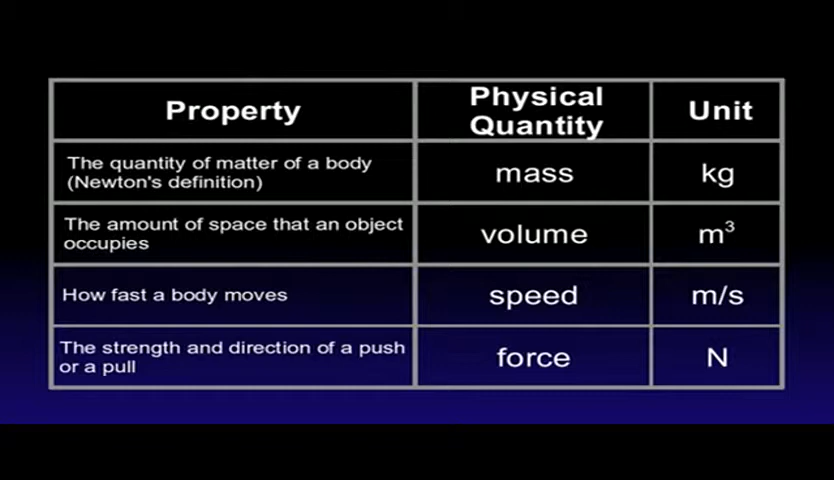 Property
Physical
Quantity
Unit
The quantity of matter of a body
(Newton's definition)
mass
kg
The amount of space that an object
occupies
volume
m³
How fast a body moves
speed
m/s
The strength and direction of a push
or a pull
force
N